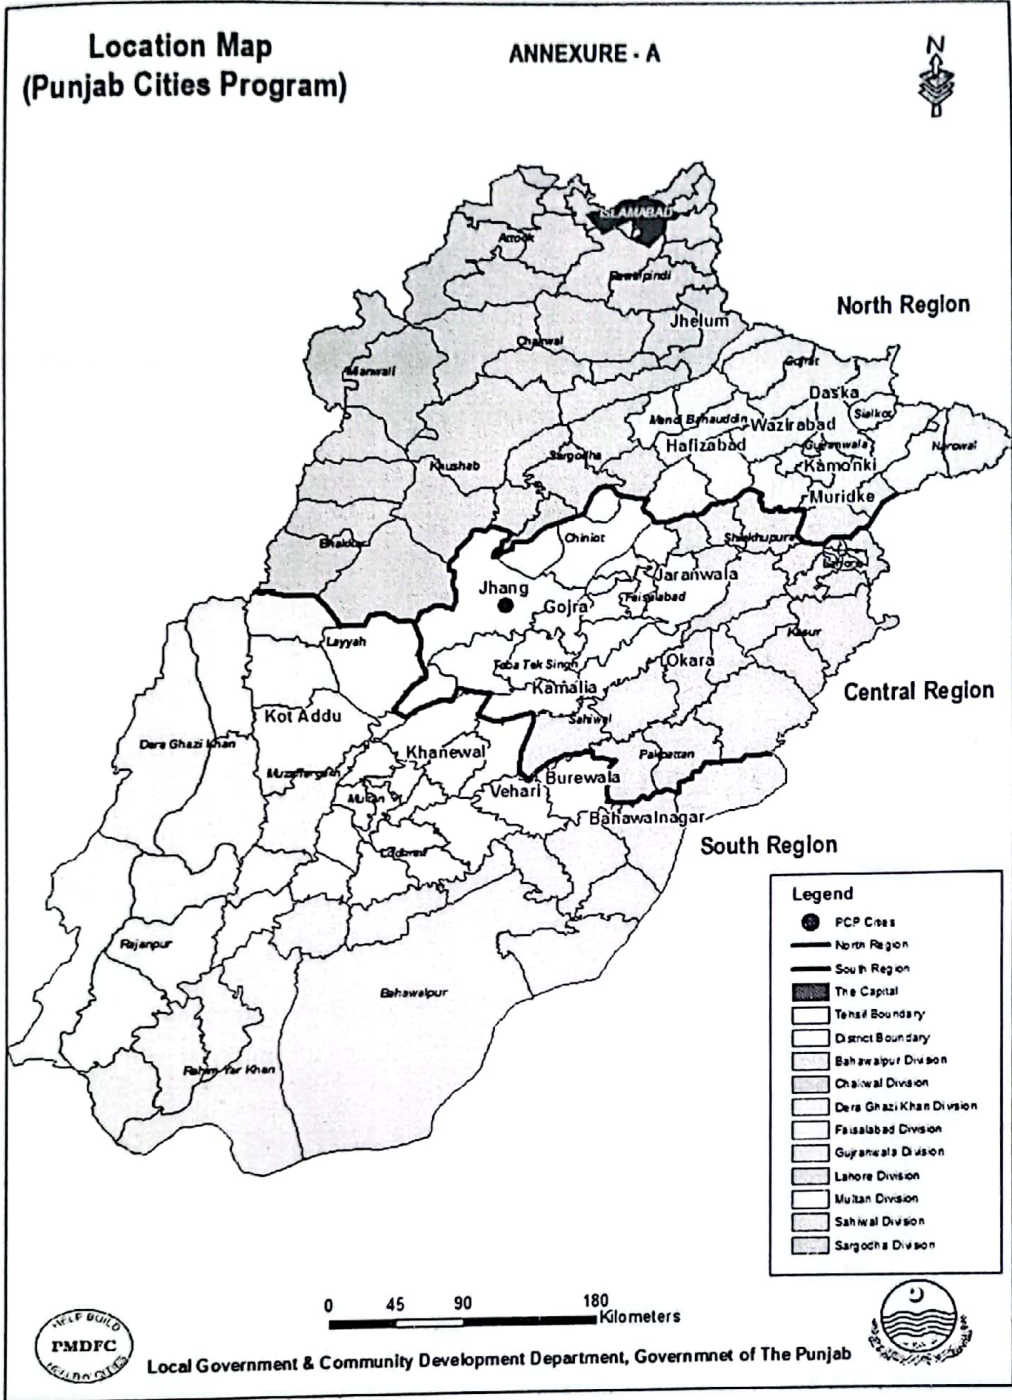 Location Map
(Punjab Cities Program)
ANNEXURE - A
N
ISLAMABAD
Attock
Rawalpindi
North Region
Jhelum
Chakwal
Mianwali
Gujrat
Daska
Mandi Bahauddin
Wazirabad
Sialkot
Hafizabad
Gujranwala
Narowal
Sargodha
Khushab
Kamonki
Muridke
Chiniot
Sheikhupura
Bhakkar
Lahore
Jaranwala
Jhang
Faisalabad
Gojra
Kasur
Layyah
Toba Tek Singh
Okara
Kamalia
Central Region
Kot Addu
Sahiwal
Dera Ghazi Khan
Khanewal
Pakpattan
Muzaffargarh
Burewala
Vehari
Multan
Bahawalnagar
South Region
Lodhran
Rajanpur
Bahawalpur
Rahim Yar Khan
Legend
PCP Cities
North Region
South Region
The Capital
Tehsil Boundary
District Boundary
Bahawalpur Division
Chakwal Division
Dera Ghazi Khan Division
Faisalabad Division
Gujranwala Division
Lahore Division
Multan Division
Sahiwal Division
Sargodha Division
0 45 90 180
Kilometers
HELP BUILD
PMDFC
Local Government & Community Development Department, Governmnet of The Punjab